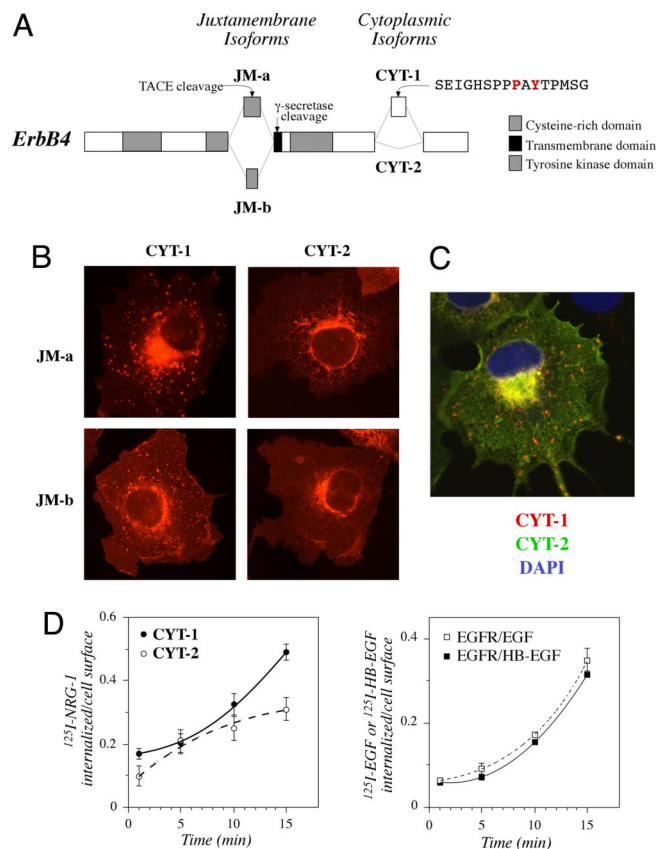 A
Juxtamembrane
Isoforms
Cytoplasmic
Isoforms
JM-a
CYT-1
TACE cleavage
SEIGHSPPPAYTPMSG
γ-secretase
cleavage
ErbB4
Cysteine-rich domain
Transmembrane domain
Tyrosine kinase domain
CYT-2
JM-b
B
CYT-1
CYT-2
C
JM-a
JM-b
CYT-1
CYT-2
DAPI
D
0.6
0.4
0.2
0
CYT-1
CYT-2
125I-NRG-1
internalized/cell surface
0
5
10
15
Time (min)
0.4
0.2
0
EGFR/EGF
EGFR/HB-EGF
125I-EGF or 125I-HB-EGF
internalized/cell surface
0
5
10
15
Time (min)